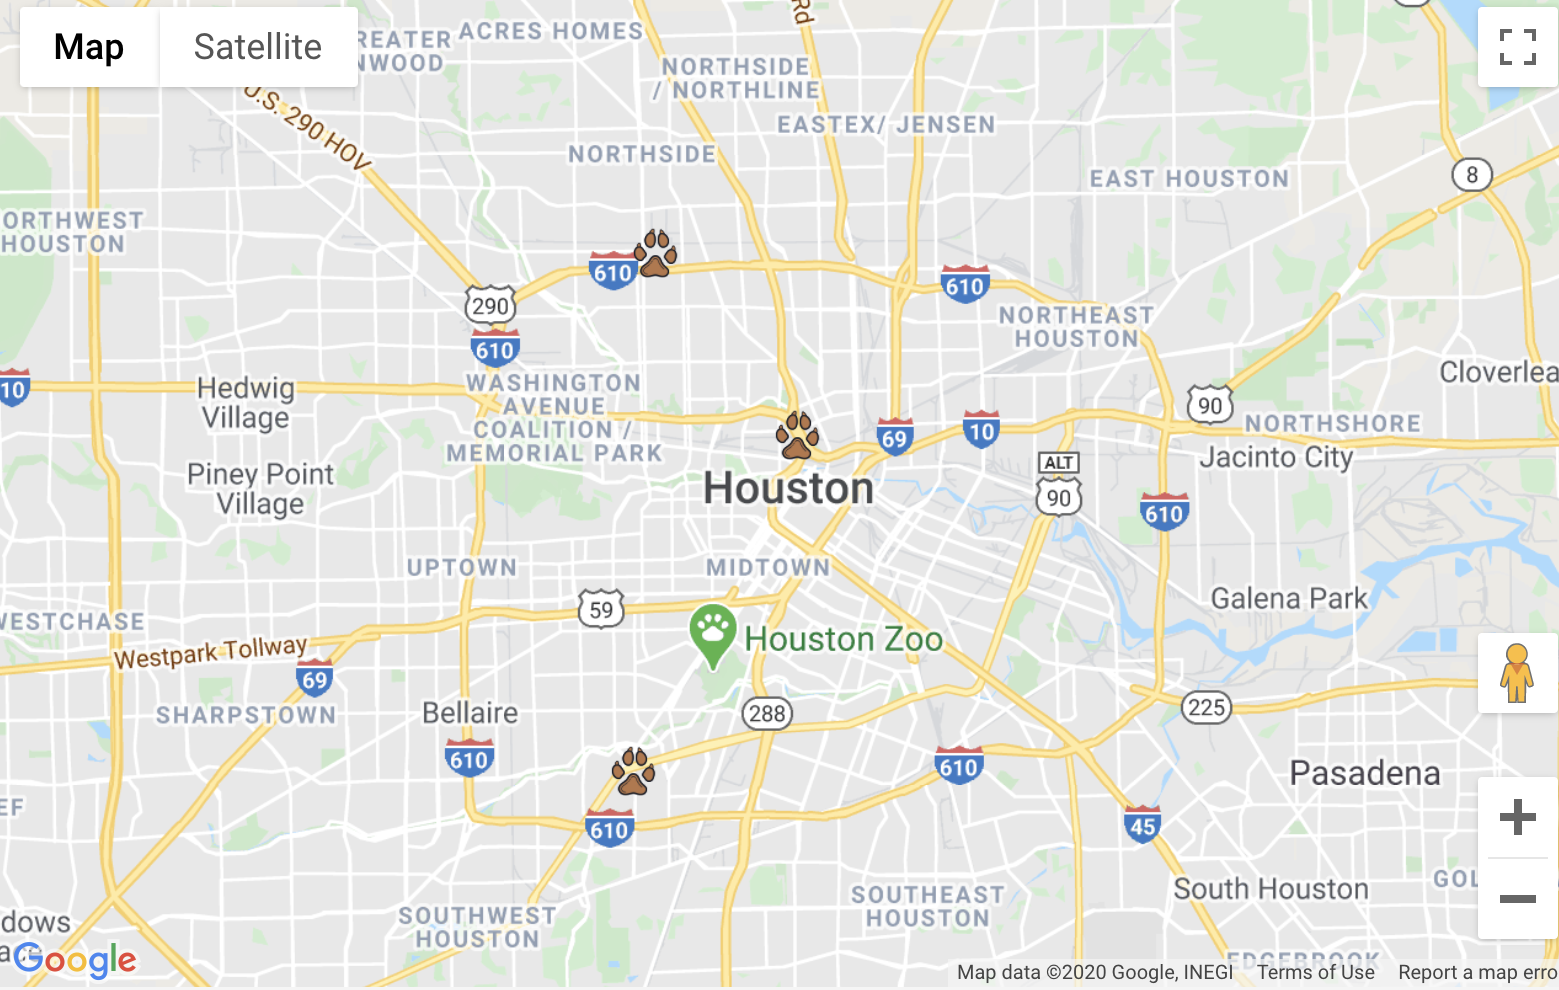 Map
Satellite
ACRES HOMES
NORTHSIDE
/ NORTHLINE
Rd
U.S. 290 HOV
EASTEX/ JENSEN
NORTHSIDE
EAST HOUSTON
8
ORTHWEST
HOUSTON
610
290
610
610
NORTHEAST
HOUSTON
10
Hedwig
Village
WASHINGTON
AVENUE
COALITION /
MEMORIAL PARK
Cloverlea
90
NORTHSHORE
69
10
Jacinto City
Piney Point
Village
Houston
ALT
90
610
UPTOWN
MIDTOWN
59
Galena Park
WESTCHASE
Westpark Tollway
Houston Zoo
69
SHARPSTOWN
Bellaire
288
225
610
610
Pasadena
EF
610
45
South Houston
GOL
SOUTHEAST
HOUSTON
SOUTHWEST
HOUSTON
dows
EDGEBROOK
Google
Map data ©2020 Google, INEGI
Terms of Use
Report a map erro